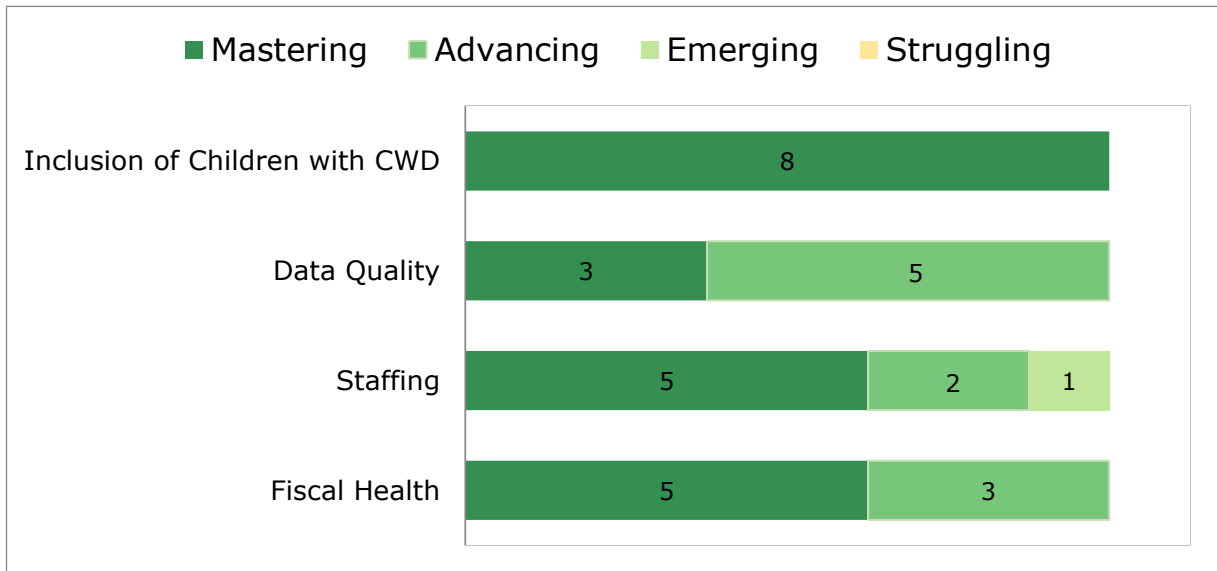 Mastering Advancing Emerging Struggling
Inclusion of Children with CWD 8
Data Quality 3 5
Staffing 5 2 1
Fiscal Health 5 3